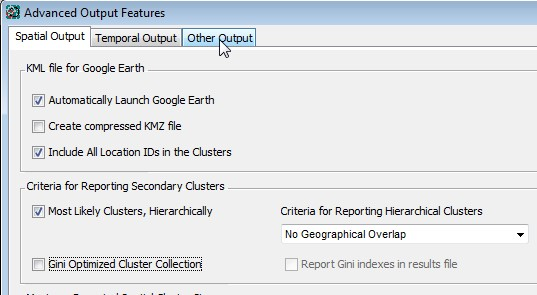 Advanced Output Features
Spatial Output Temporal Output Other Output
KML file for Google Earth
Automatically Launch Google Earth
Create compressed KMZ file
Include All Location IDs in the Clusters
Criteria for Reporting Secondary Clusters
Most Likely Clusters, Hierarchically
Criteria for Reporting Hierarchical Clusters
No Geographical Overlap
Gini Optimized Cluster Collection
Report Gini indexes in results file